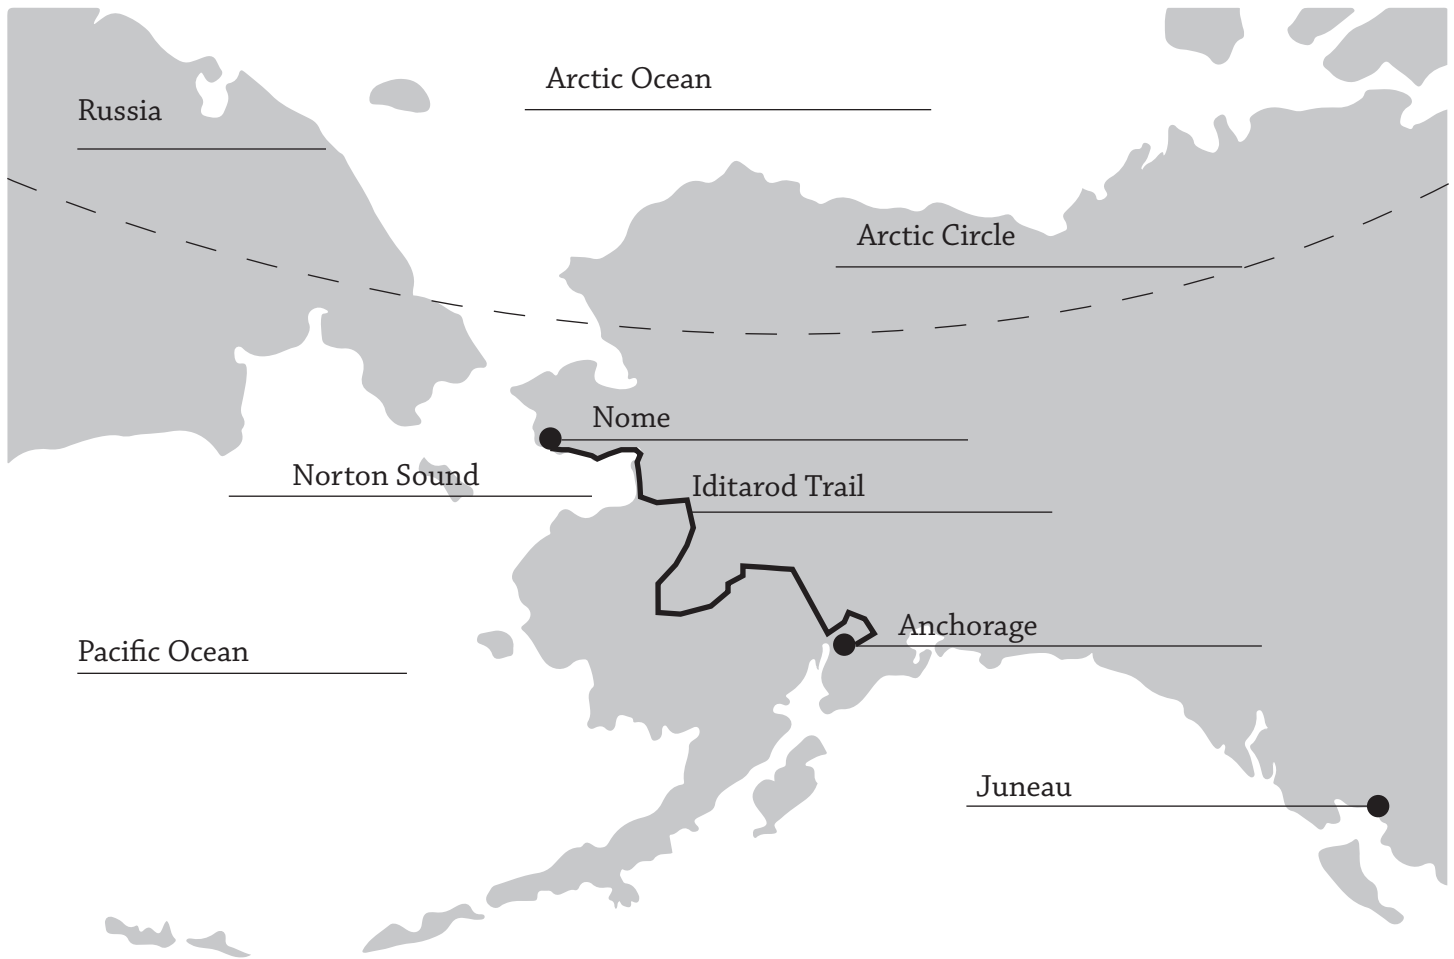 Arctic Ocean
Russia
Arctic Circle
Nome
Norton Sound
Iditarod Trail
Anchorage
Pacific Ocean
Juneau